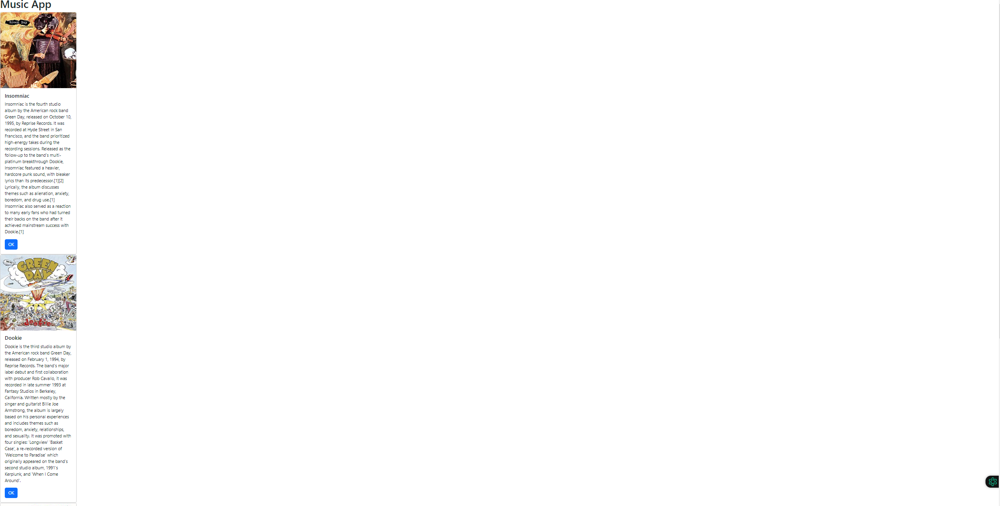 Music App
Green Day
Insomniac
Insomniac
Insomniac is the fourth studio
album by the American rock band
Green Day, released on October 10,
1995, by Reprise Records. It was
recorded at Hyde Street in San
Francisco, and the band prioritized
high-energy takes during the
recording sessions. Released as the
follow-up to the band's multi-
platinum breakthrough Dookie,
Insomniac featured a heavier,
hardcore punk sound, with bleaker
lyrics than its predecessor.[1][2]
Lyrically, the album discusses
themes such as alienation, anxiety,
boredom, and drug use.[1]
Insomniac also served as a reaction
to many early fans who had turned
their backs on the band after it
achieved mainstream success with
Dookie.[1]
OK
GREEN
DAY
dookie
Dookie
Dookie is the third studio album by
the American rock band Green Day,
released on February 1, 1994, by
Reprise Records. The band's major
label debut and first collaboration
with producer Rob Cavallo, it was
recorded in late summer 1993 at
Fantasy Studios in Berkeley,
California. Written mostly by the
singer and guitarist Billie Joe
Armstrong, the album is largely
based on his personal experiences
and includes themes such as
boredom, anxiety, relationships,
and sexuality. It was promoted with
four singles: 'Longview' 'Basket
Case', a re-recorded version of
'Welcome to Paradise' which
originally appeared on the band's
second studio album, 1991's
Kerplunk, and 'When I Come
Around'.
OK